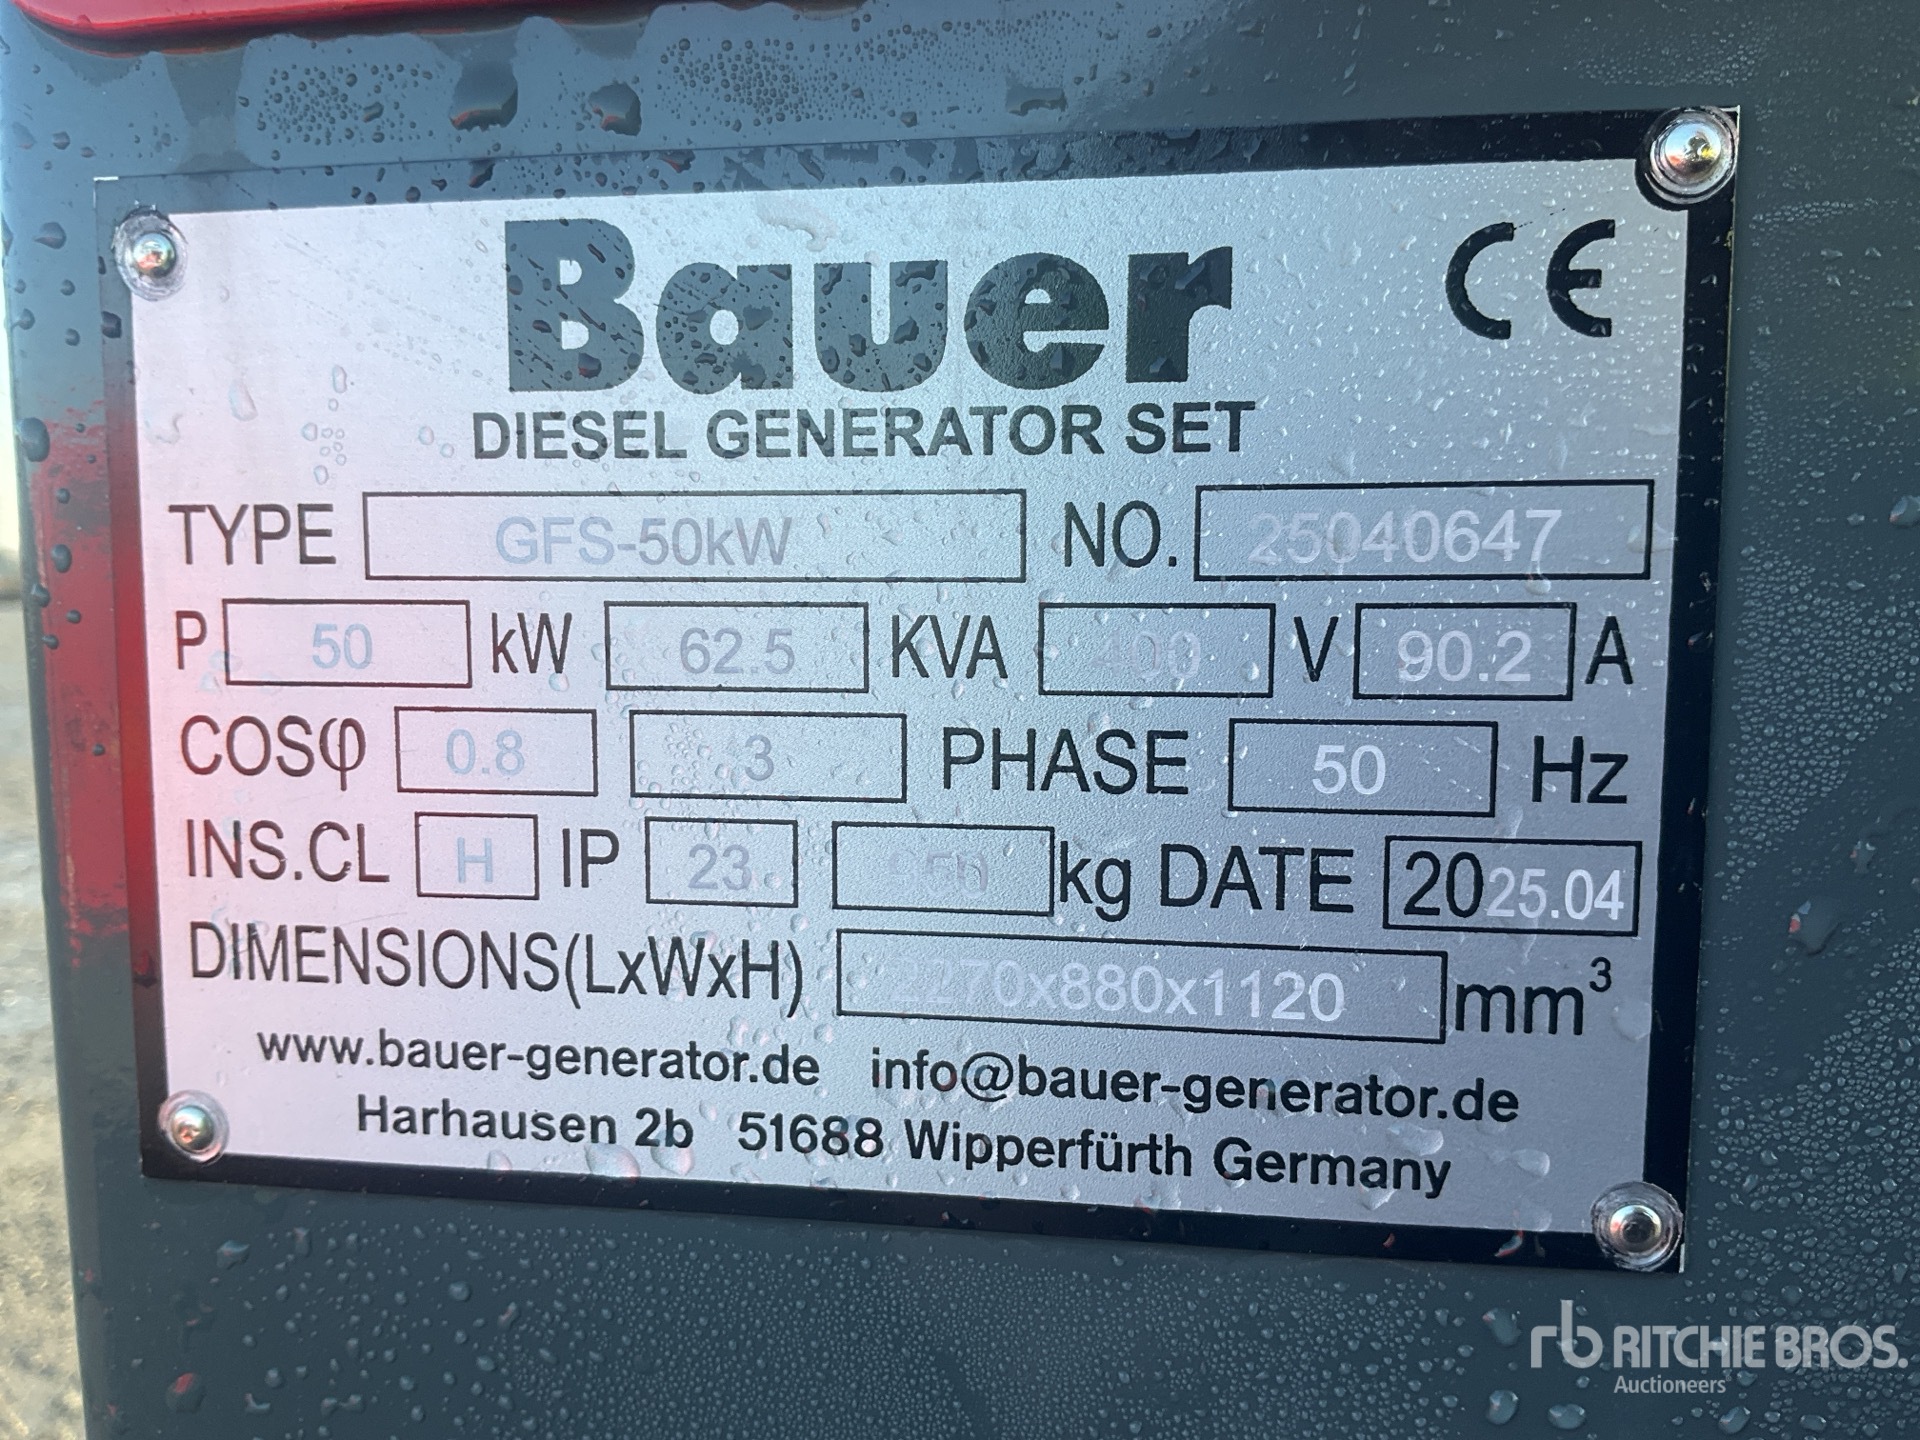 Bauer CE
DIESEL GENERATOR SET
TYPE GFS-50kW NO. 25040647
P 50 kW 62.5 KVA 400 V 90.2 A
COSφ 0.8 3 PHASE 50 Hz
INS.CL H IP 23 kg DATE 2025.04
DIMENSIONS(LxWxH) mm³
www.bauer-generator.de info@bauer-generator.de
Harhausen 2b 51688 Wipperfürth Germany
rb RITCHIE BROS.
Auctioneers